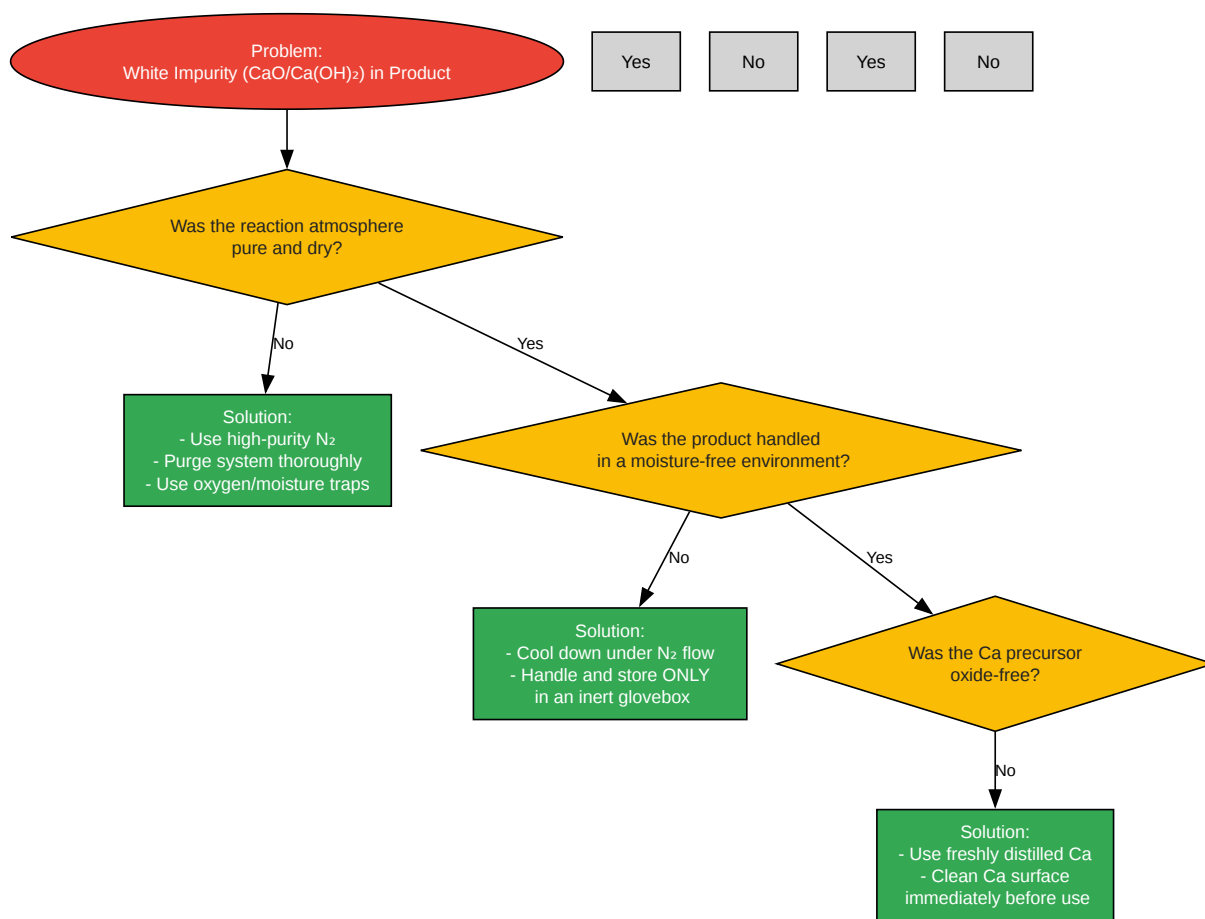 Problem:
White Impurity (CaO/Ca(OH)₂) in Product
Yes
No
Yes
No
Was the reaction atmosphere
pure and dry?
No
Yes
Solution:
- Use high-purity N₂
- Purge system thoroughly
- Use oxygen/moisture traps
Was the product handled
in a moisture-free environment?
No
Yes
Solution:
- Cool down under N₂ flow
- Handle and store ONLY
in an inert glovebox
Was the Ca precursor
oxide-free?
No
Solution:
- Use freshly distilled Ca
- Clean Ca surface
immediately before use